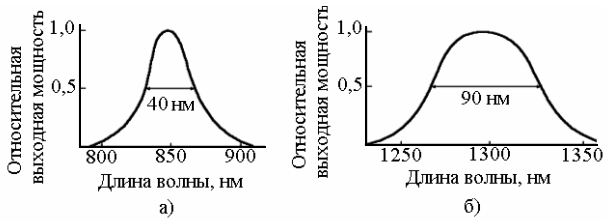 Относительная
выходная мощность
1,0
0,5
40 нм
800
850
900
Длина волны, нм
а)
Относительная
выходная мощность
1,0
0,5
90 нм
1250
1300
1350
Длина волны, нм
б)